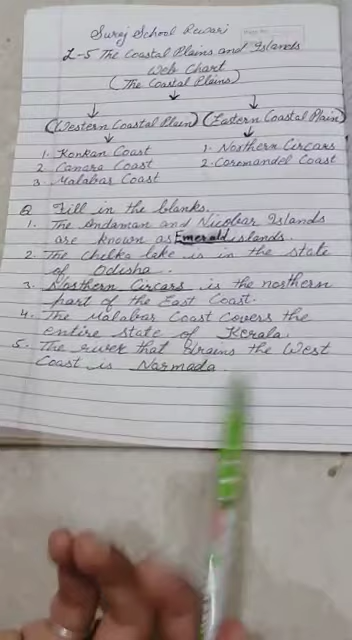 Suraj School Rewari
L-5 The Coastal Plains and Islands
Web Chart
(The Coastal Plains)
(Western Coastal Plain) (Eastern Coastal Plain)
1. Konkan Coast 1. Northern Circars
2 Canara Coast 2. Coromandel Coast
3. Malabar Coast
Q Fill in the blanks.
1. The Andaman and Nicobar Islands
are known as Emerald islands.
2. The Chilka lake is in the state
of Odisha.
3. Northern Circars is the northern
part of the East Coast.
4. The Malabar Coast covers the
entire state of Kerala.
5. The river that drains the West
Coast is Narmada.